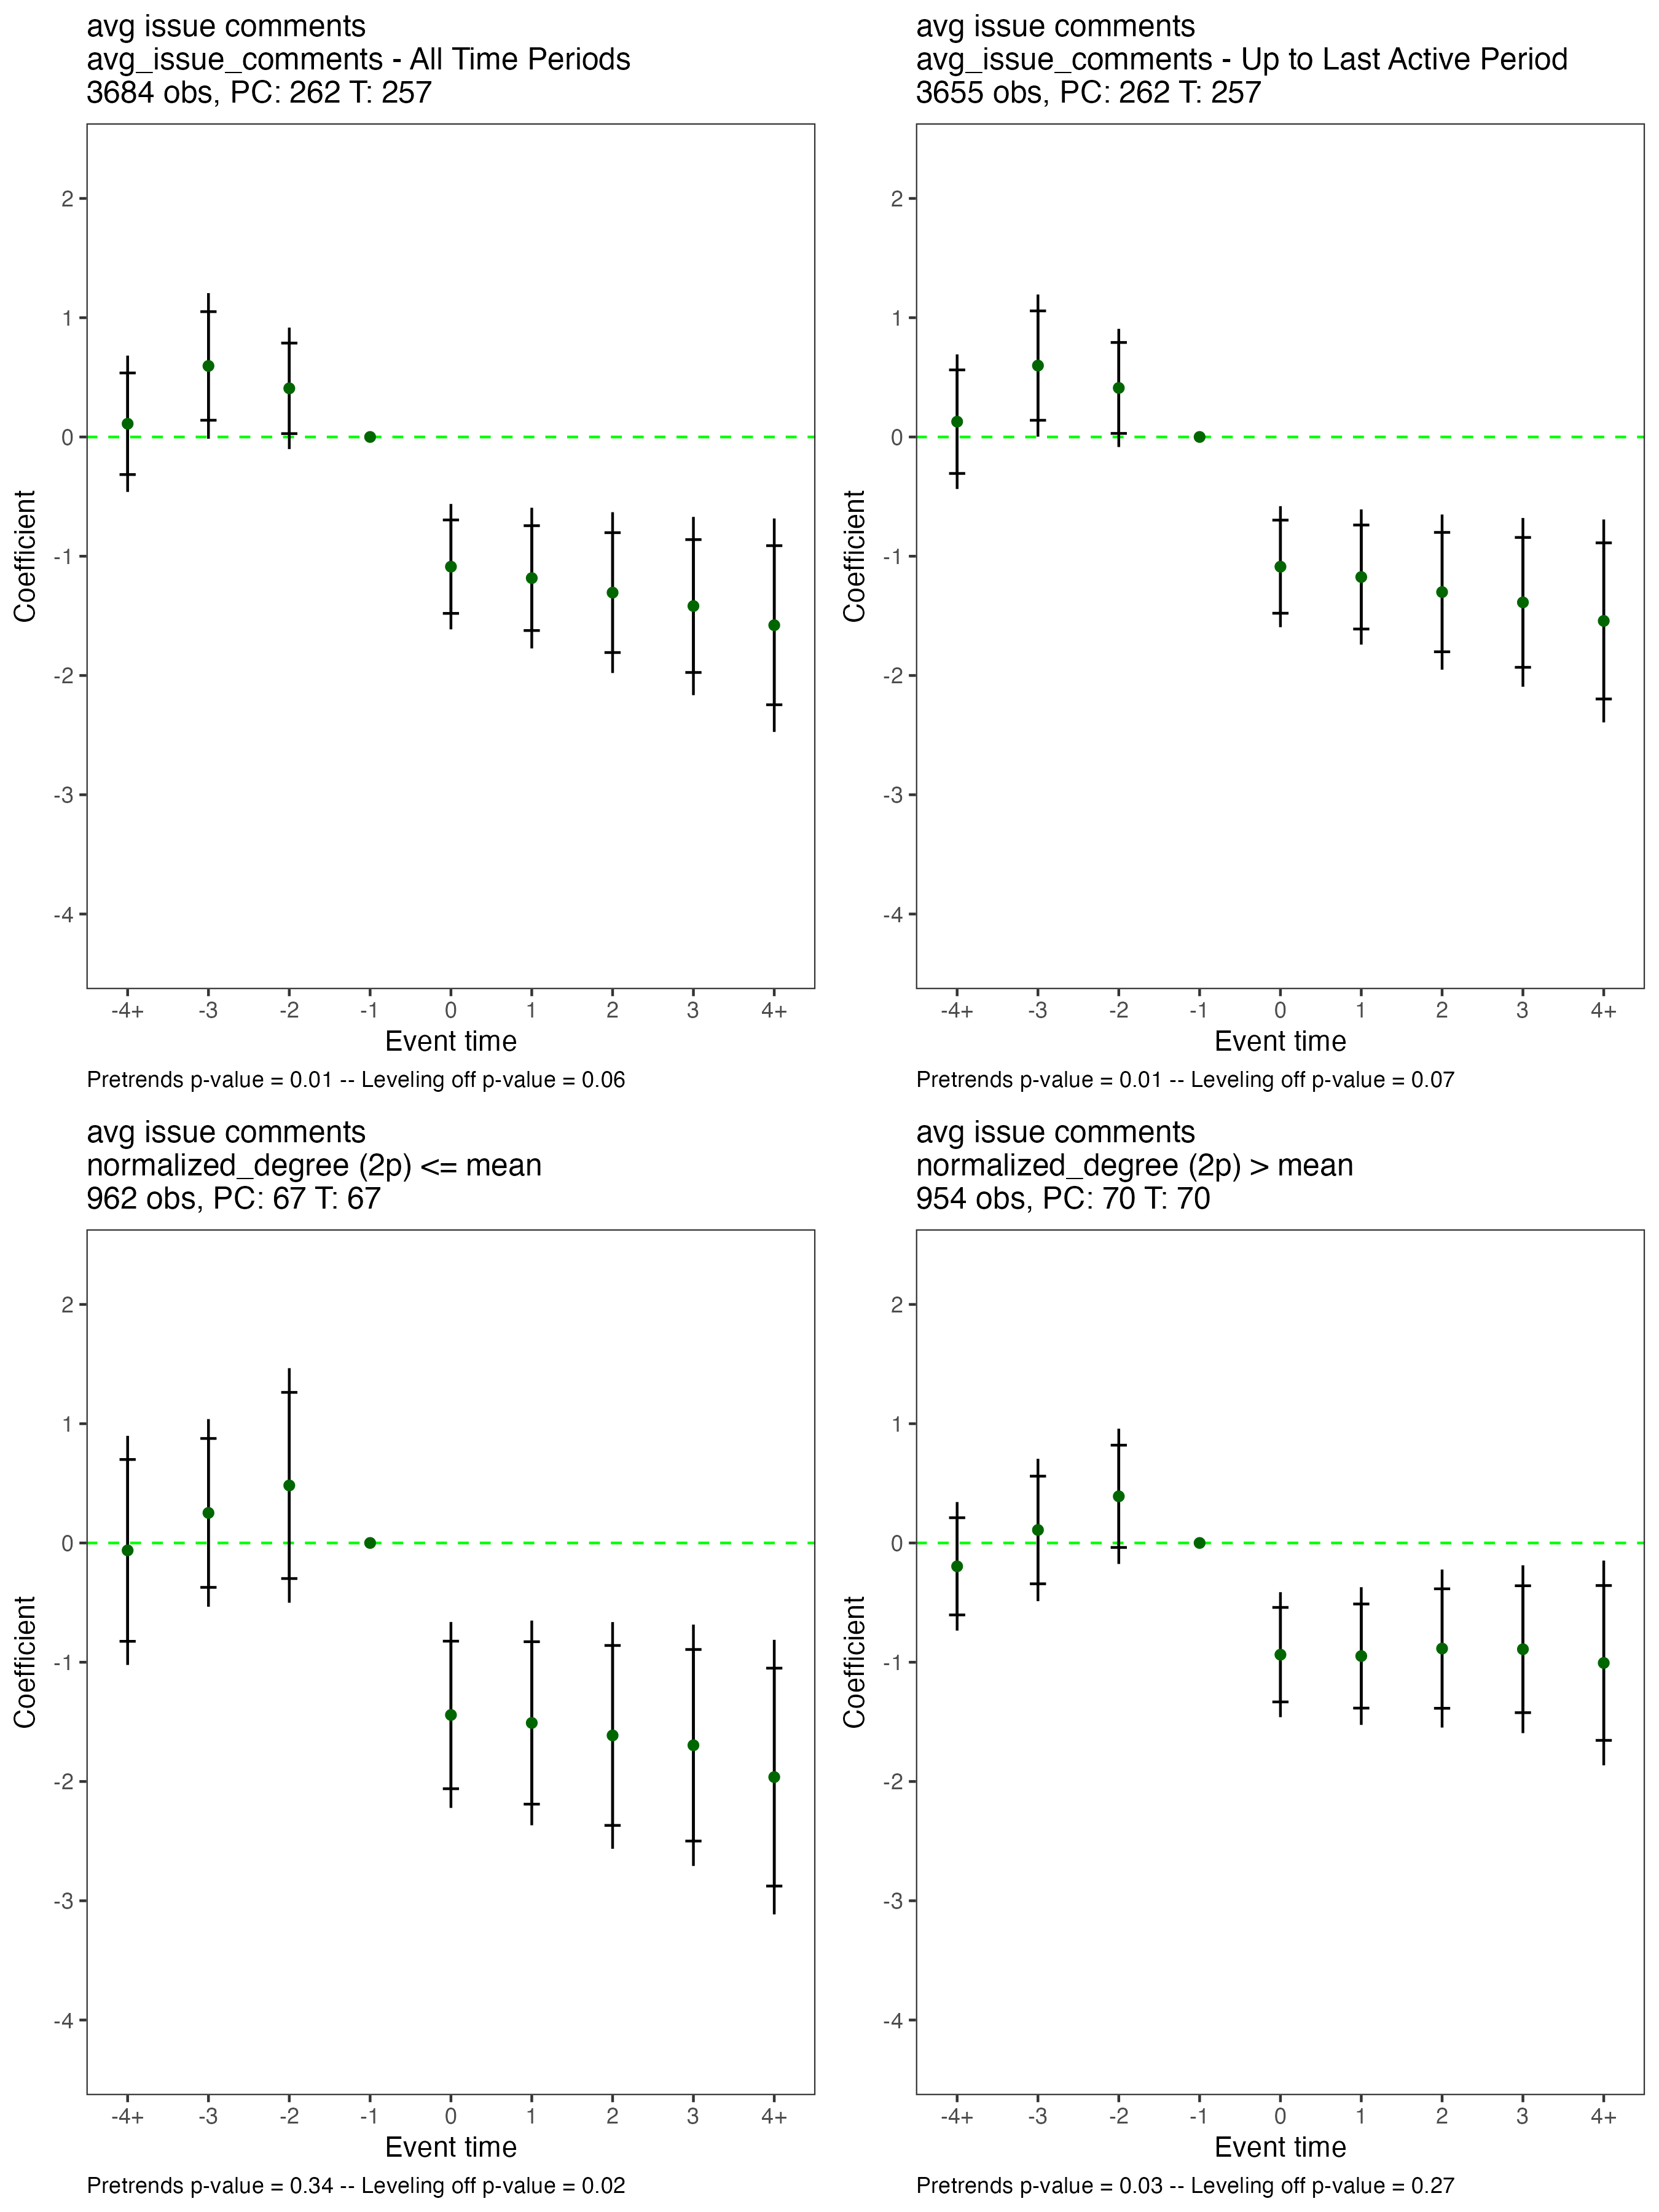 avg issue comments
avg_issue_comments - All Time Periods
3684 obs, PC: 262 T: 257
2
1
0
-1
-2
-3
-4
Coefficient
-4+ -3 -2 -1 0 1 2 3 4+
Event time
Pretrends p-value = 0.01 -- Leveling off p-value = 0.06
avg issue comments
avg_issue_comments - Up to Last Active Period
3655 obs, PC: 262 T: 257
2
1
0
-1
-2
-3
-4
Coefficient
-4+ -3 -2 -1 0 1 2 3 4+
Event time
Pretrends p-value = 0.01 -- Leveling off p-value = 0.07
avg issue comments
normalized_degree (2p) <= mean
962 obs, PC: 67 T: 67
2
1
0
-1
-2
-3
-4
Coefficient
-4+ -3 -2 -1 0 1 2 3 4+
Event time
Pretrends p-value = 0.34 -- Leveling off p-value = 0.02
avg issue comments
normalized_degree (2p) > mean
954 obs, PC: 70 T: 70
2
1
0
-1
-2
-3
-4
Coefficient
-4+ -3 -2 -1 0 1 2 3 4+
Event time
Pretrends p-value = 0.03 -- Leveling off p-value = 0.27